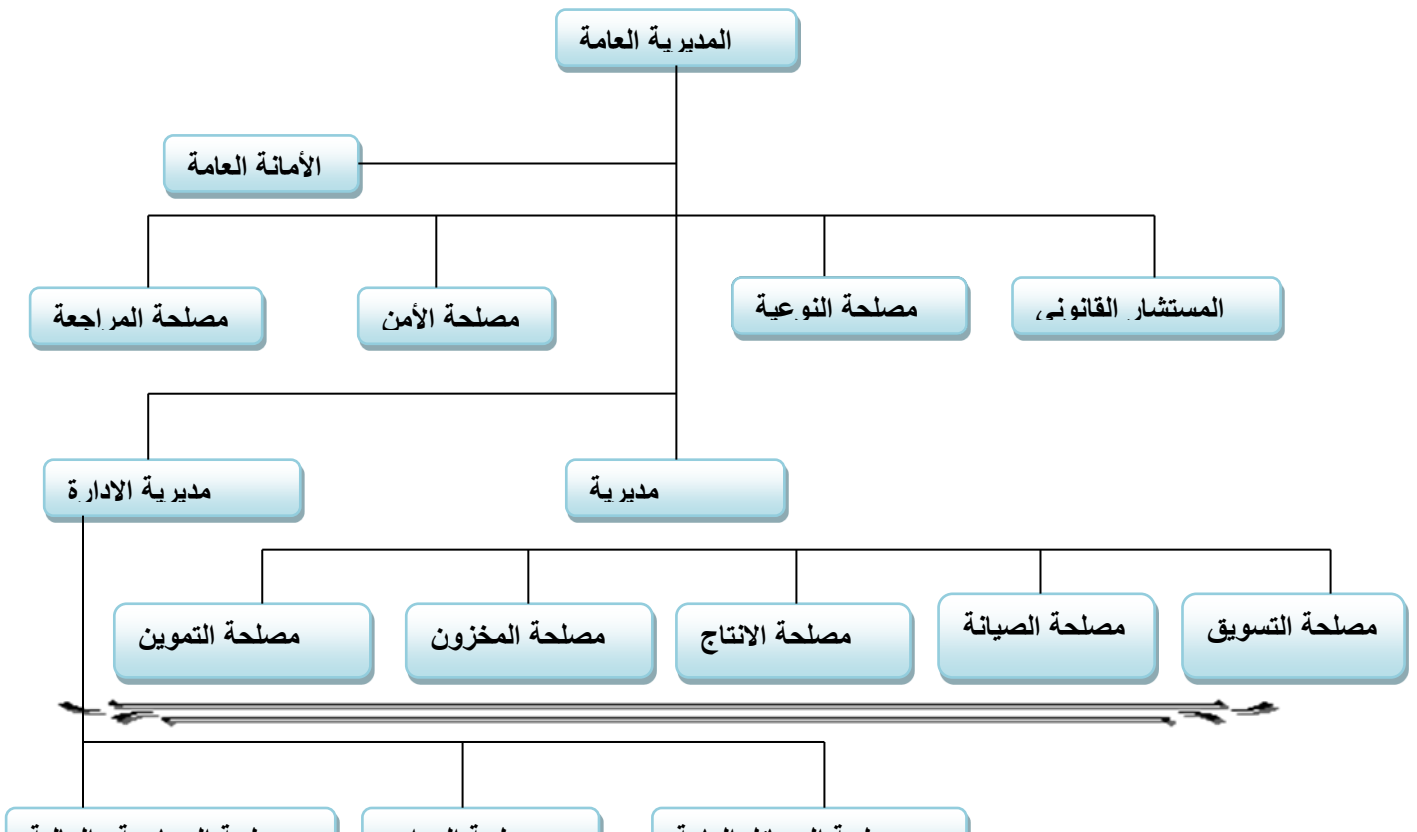 المديرية العامة
الأمانة العامة
المستشار القانوني
مصلحة النوعية
مصلحة الأمن
مصلحة المراجعة
مديرية
مديرية الادارة
مصلحة التسويق
مصلحة الصيانة
مصلحة الانتاج
مصلحة المخزون
مصلحة التموين